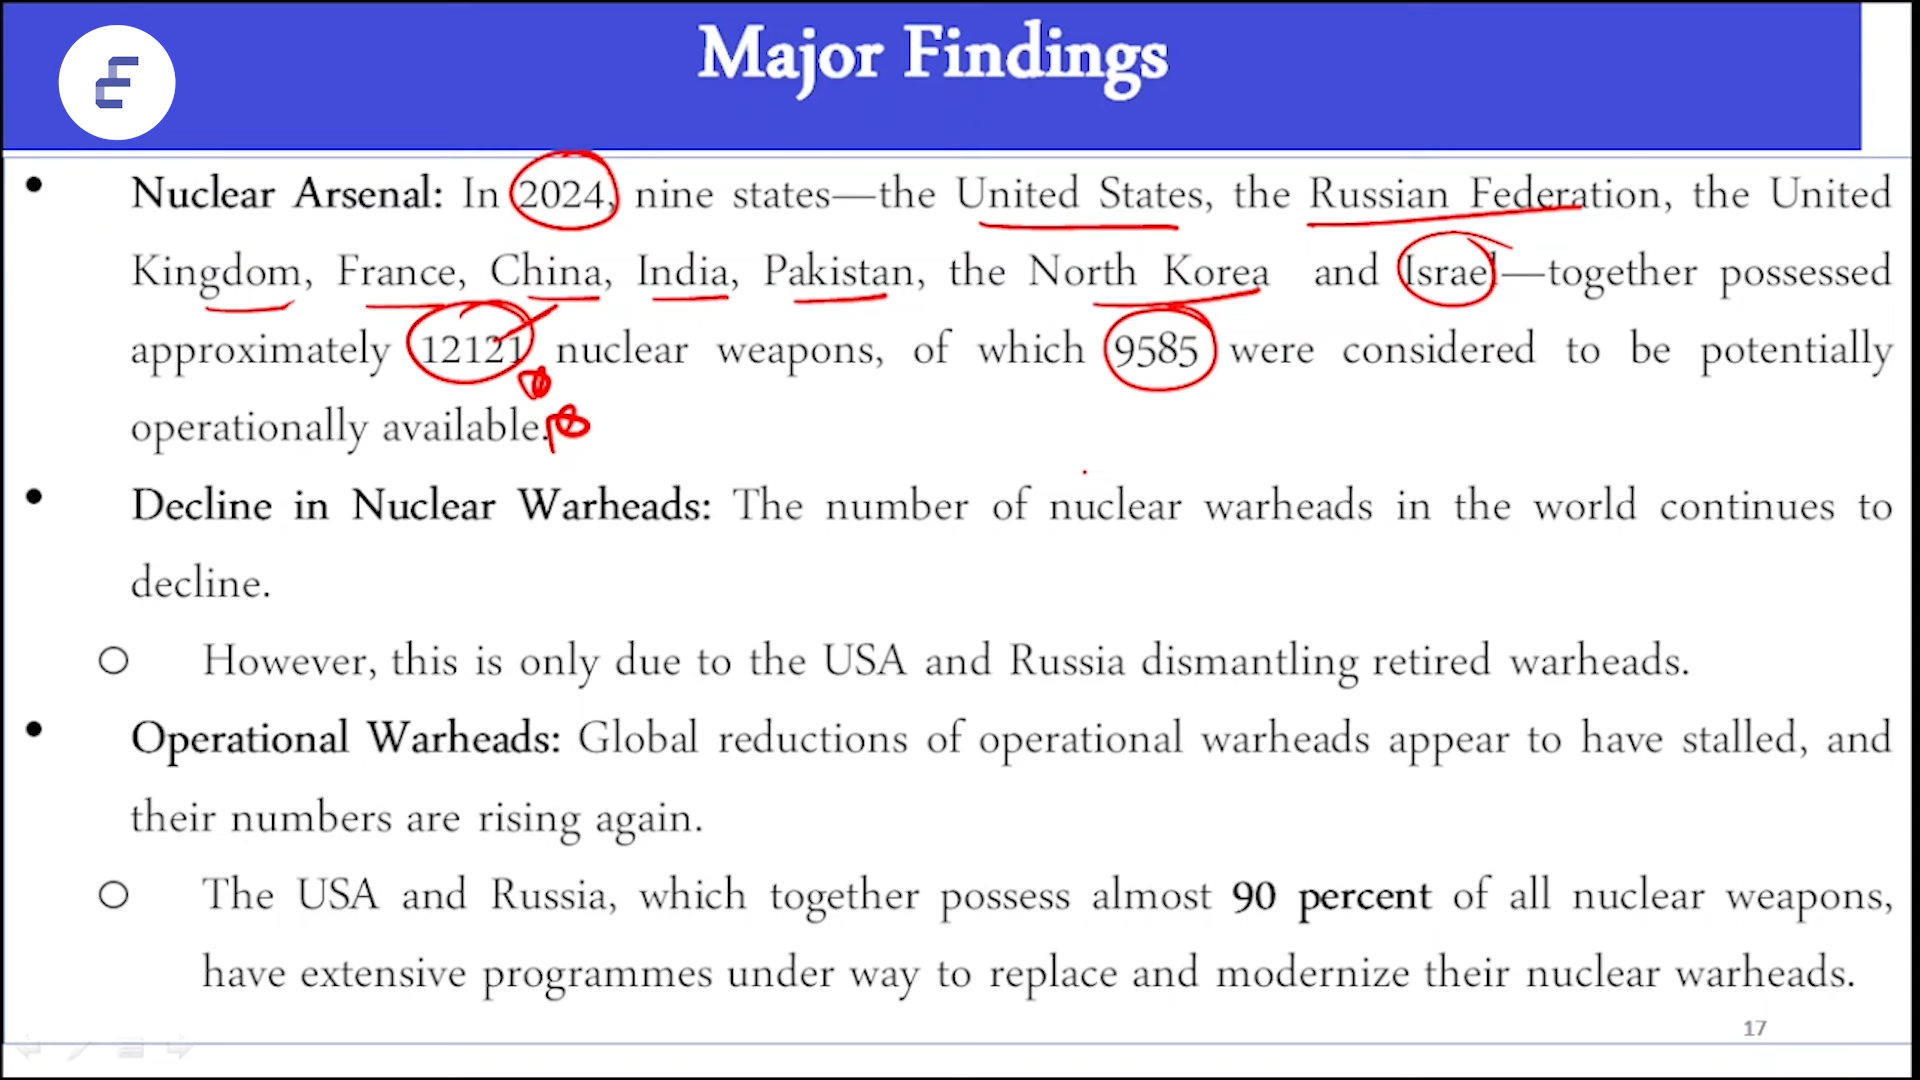 Major Findings
• Nuclear Arsenal: In 2024, nine states—the United States, the Russian Federation, the United
Kingdom, France, China, India, Pakistan, the North Korea and Israel—together possessed
approximately 12121 nuclear weapons, of which 9585 were considered to be potentially
operationally available.
• Decline in Nuclear Warheads: The number of nuclear warheads in the world continues to
decline.
○ However, this is only due to the USA and Russia dismantling retired warheads.
• Operational Warheads: Global reductions of operational warheads appear to have stalled, and
their numbers are rising again.
○ The USA and Russia, which together possess almost 90 percent of all nuclear weapons,
have extensive programmes under way to replace and modernize their nuclear warheads.
17